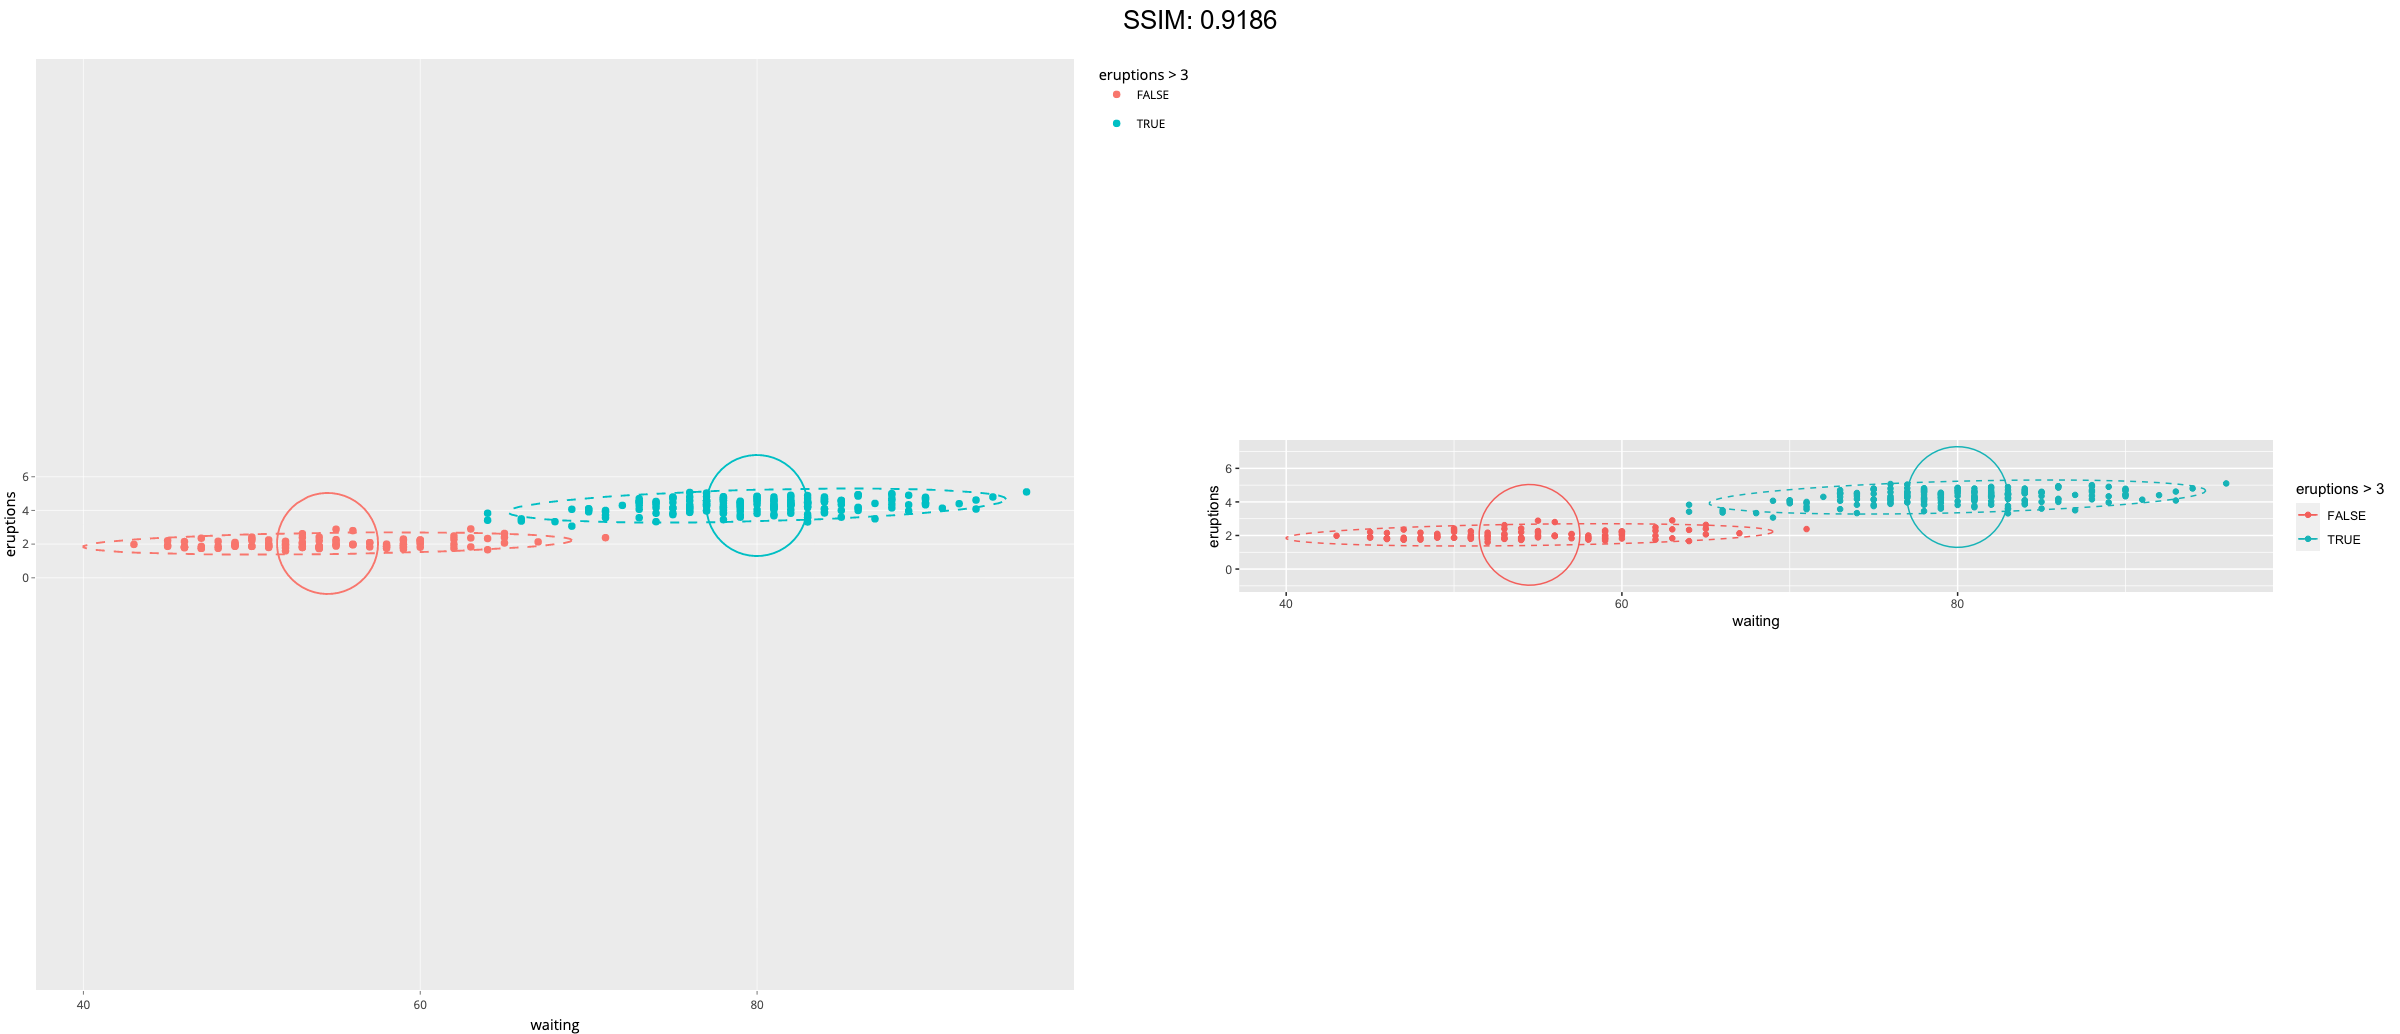 SSIM: 0.9186
eruptions > 3
FALSE
TRUE
eruptions
6
4
2
0
40 60 80
waiting
eruptions
6
4
2
0
40 60 80
waiting
eruptions > 3
FALSE
TRUE